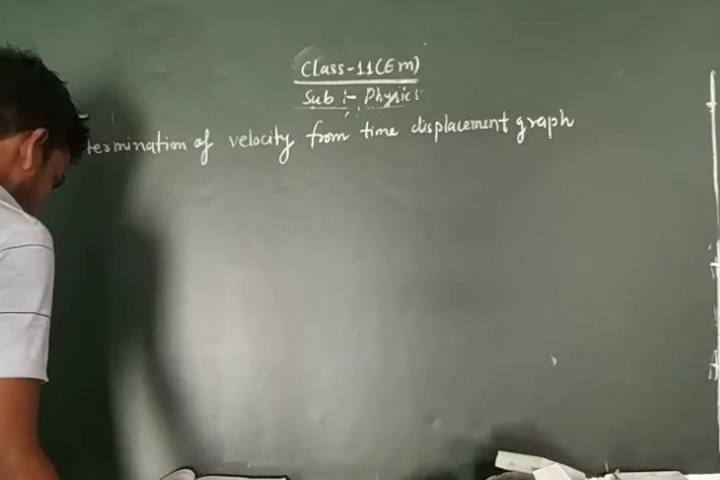 Class-11(Em)
Sub :- Physics
termination of velocity from time displacement graph